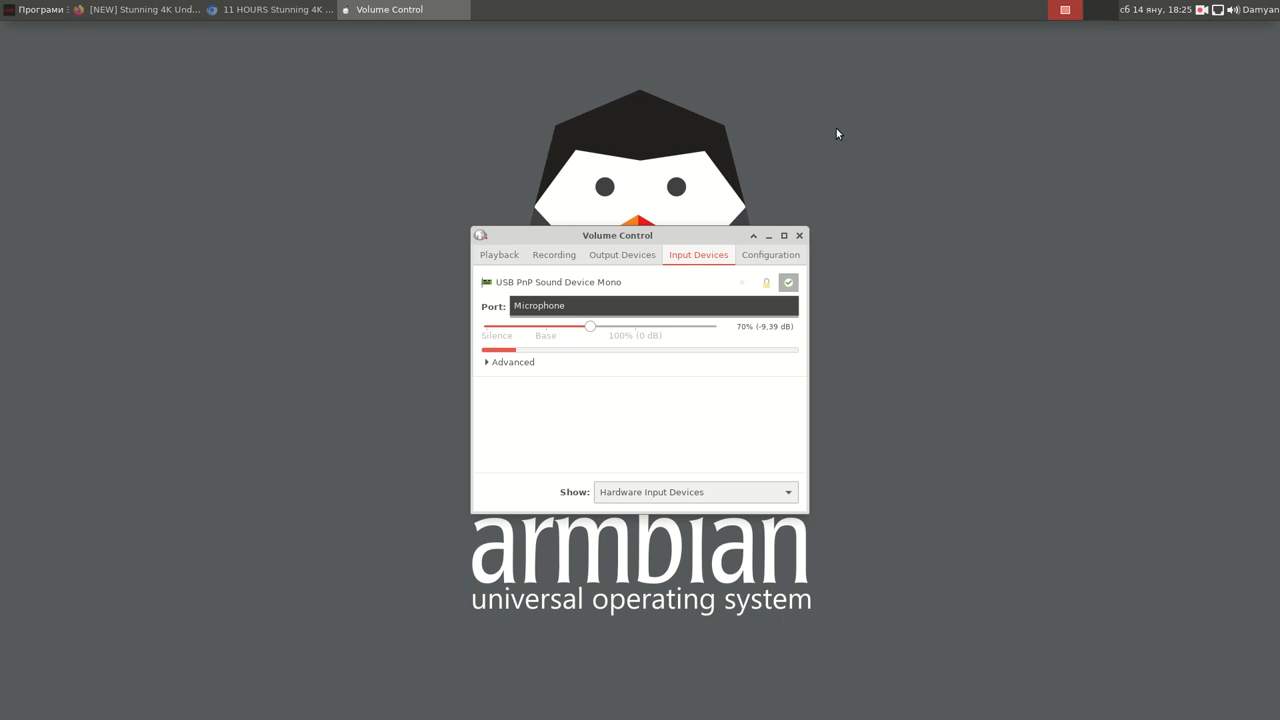 Програми
[NEW] Stunning 4K Und...
11 HOURS Stunning 4K ...
Volume Control
сб 14 яну, 18:25
Damyan
Volume Control
Playback
Recording
Output Devices
Input Devices
Configuration
USB PnP Sound Device Mono
Port:
Microphone
70% (-9,39 dB)
Silence
Base
100% (0 dB)
Advanced
Show:
Hardware Input Devices
armbian
universal operating system